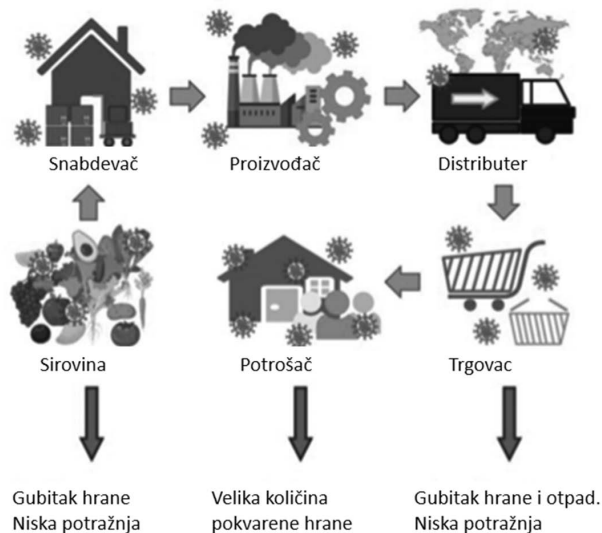 Snabdevač
Proizvođač
Distributer
Sirovina
Potrošač
Trgovac
Gubitak hrane
Niska potražnja
Velika količina
pokvarene hrane
Gubitak hrane i otpad.
Niska potražnja